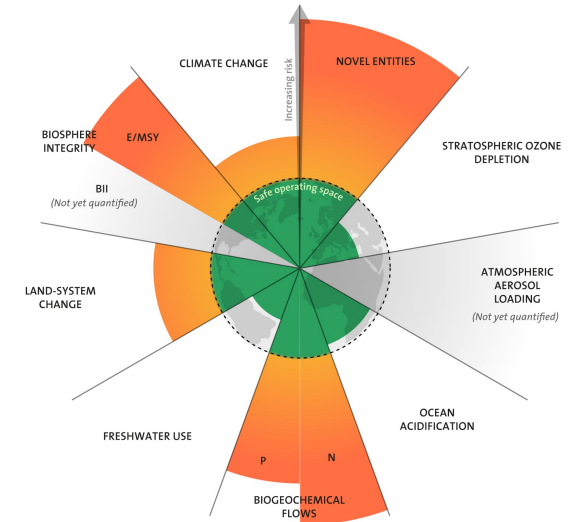 CLIMATE CHANGE
NOVEL ENTITIES
Increasing risk
BIOSPHERE
INTEGRITY
E/MSY
STRATOSPHERIC OZONE
DEPLETION
BII
(Not yet quantified)
Safe operating space
LAND-SYSTEM
CHANGE
ATMOSPHERIC
AEROSOL
LOADING
(Not yet quantified)
OCEAN
ACIDIFICATION
FRESHWATER USE
P
N
BIOGEOCHEMICAL
FLOWS